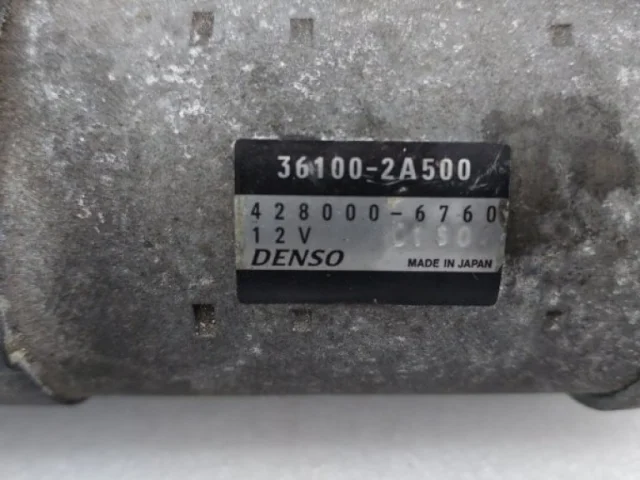 36100-2A500
428000-6760
12V
DENSO MADE IN JAPAN